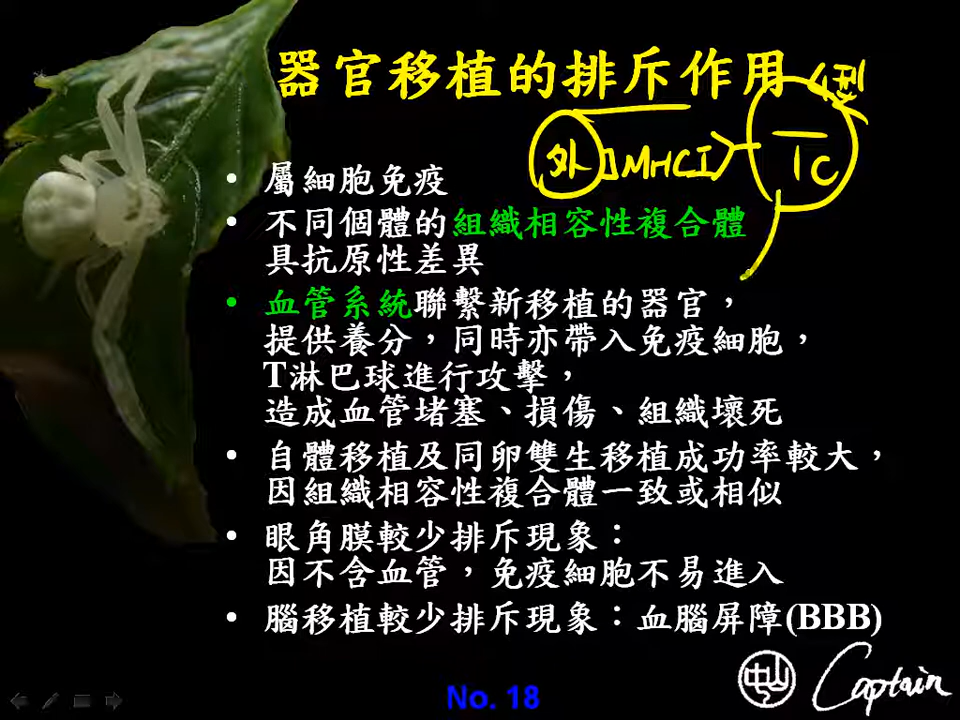 器官移植的排斥作用
外 MHCI Tc
• 屬細胞免疫
• 不同個體的組織相容性複合體
具抗原性差異
• 血管系統聯繫新移植的器官，
提供養分，同時亦帶入免疫細胞，
T淋巴球進行攻擊，
造成血管堵塞、損傷、組織壞死
• 自體移植及同卵雙生移植成功率較大，
因組織相容性複合體一致或相似
• 眼角膜較少排斥現象：
因不含血管，免疫細胞不易進入
• 腦移植較少排斥現象：血腦屏障(BBB)
Captain
No. 18